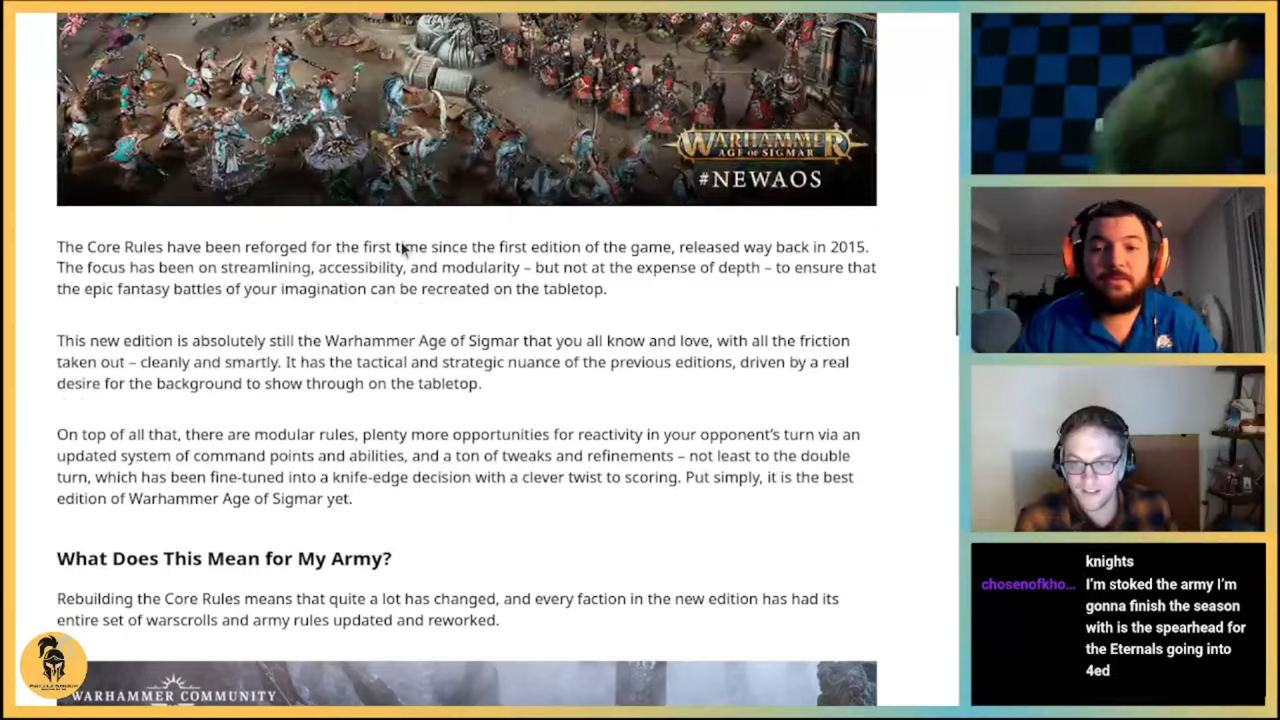 WARHAMMER
AGE OF SIGMAR
#NEWAOS
The Core Rules have been reforged for the first time since the first edition of the game, released way back in 2015.
The focus has been on streamlining, accessibility, and modularity – but not at the expense of depth – to ensure that
the epic fantasy battles of your imagination can be recreated on the tabletop.
This new edition is absolutely still the Warhammer Age of Sigmar that you all know and love, with all the friction
taken out – cleanly and smartly. It has the tactical and strategic nuance of the previous editions, driven by a real
desire for the background to show through on the tabletop.
On top of all that, there are modular rules, plenty more opportunities for reactivity in your opponent’s turn via an
updated system of command points and abilities, and a ton of tweaks and refinements – not least to the double
turn, which has been fine-tuned into a knife-edge decision with a clever twist to scoring. Put simply, it is the best
edition of Warhammer Age of Sigmar yet.
What Does This Mean for My Army?
Rebuilding the Core Rules means that quite a lot has changed, and every faction in the new edition has had its
entire set of warscrolls and army rules updated and reworked.
WARHAMMER COMMUNITY
knights
chosenofkho... I’m stoked the army I’m
gonna finish the season
with is the spearhead for
the Eternals going into
4ed